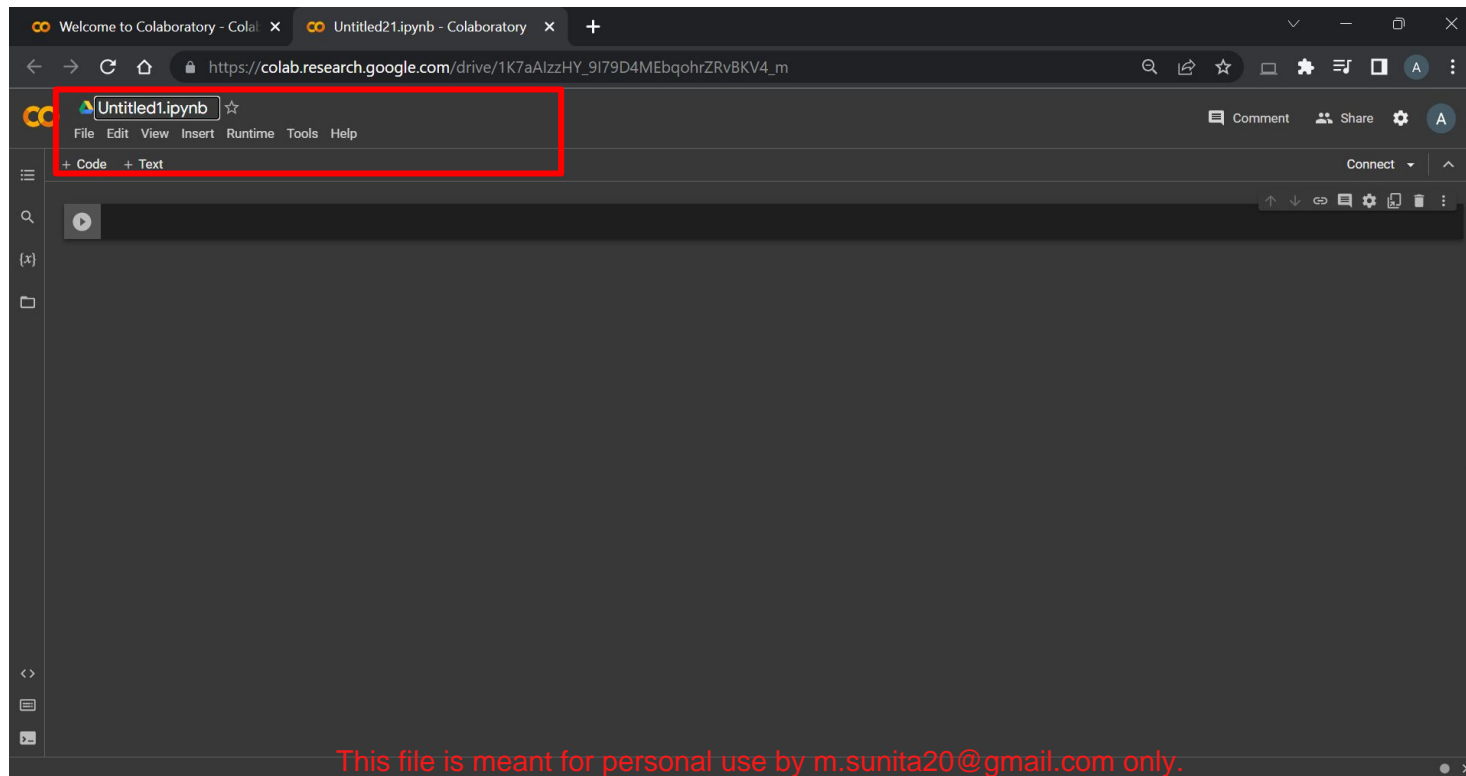 Welcome to Colaboratory - Colal
Untitled21.ipynb - Colaboratory
https://colab.research.google.com/drive/1K7aAIzzHY_9I79D4MEbqohrZRvBKV4_m
A
Untitled1.ipynb
Comment
Share
A
File Edit View Insert Runtime Tools Help
+ Code + Text
Connect
{x}
This file is meant for personal use by m.sunita20@gmail.com only.